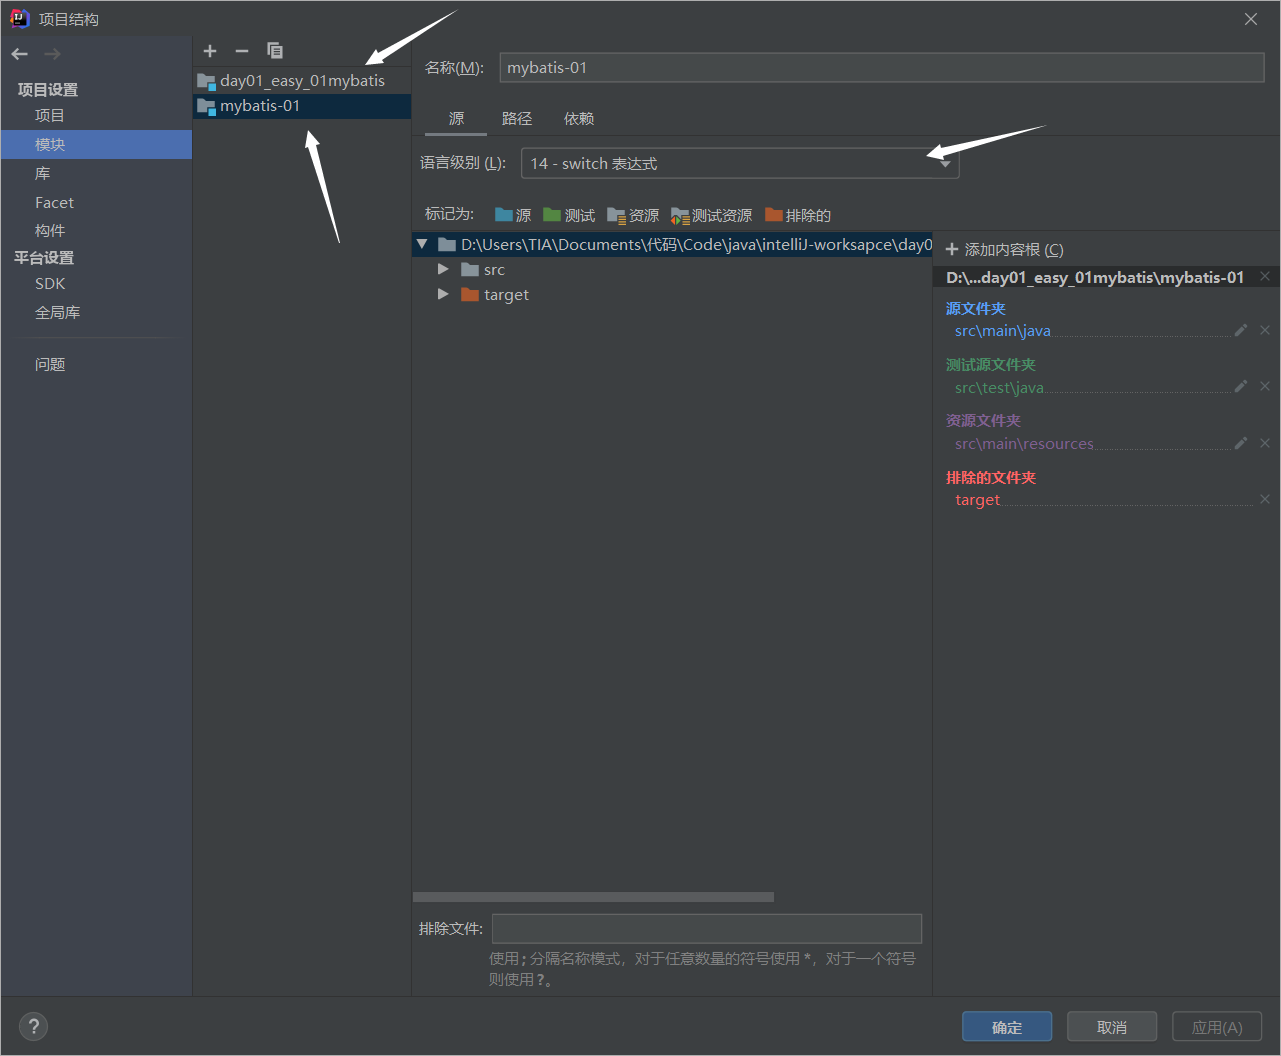 项目结构
项目设置
项目
模块
库
Facet
构件
平台设置
SDK
全局库
问题
day01_easy_01mybatis
mybatis-01
名称(M): mybatis-01
源 路径 依赖
语言级别 (L): 14 - switch 表达式
标记为: 源 测试 资源 测试资源 排除的
D:\Users\TIA\Documents\代码\Code\java\intelliJ-worksapce\day0
src
target
添加内容根 (C)
D:\...day01_easy_01mybatis\mybatis-01
源文件夹
src\main\java
测试源文件夹
src\test\java
资源文件夹
src\main\resources
排除的文件夹
target
排除文件:
使用 ; 分隔名称模式，对于任意数量的符号使用 *，对于一个符号
则使用 ?。
?
确定 取消 应用(A)